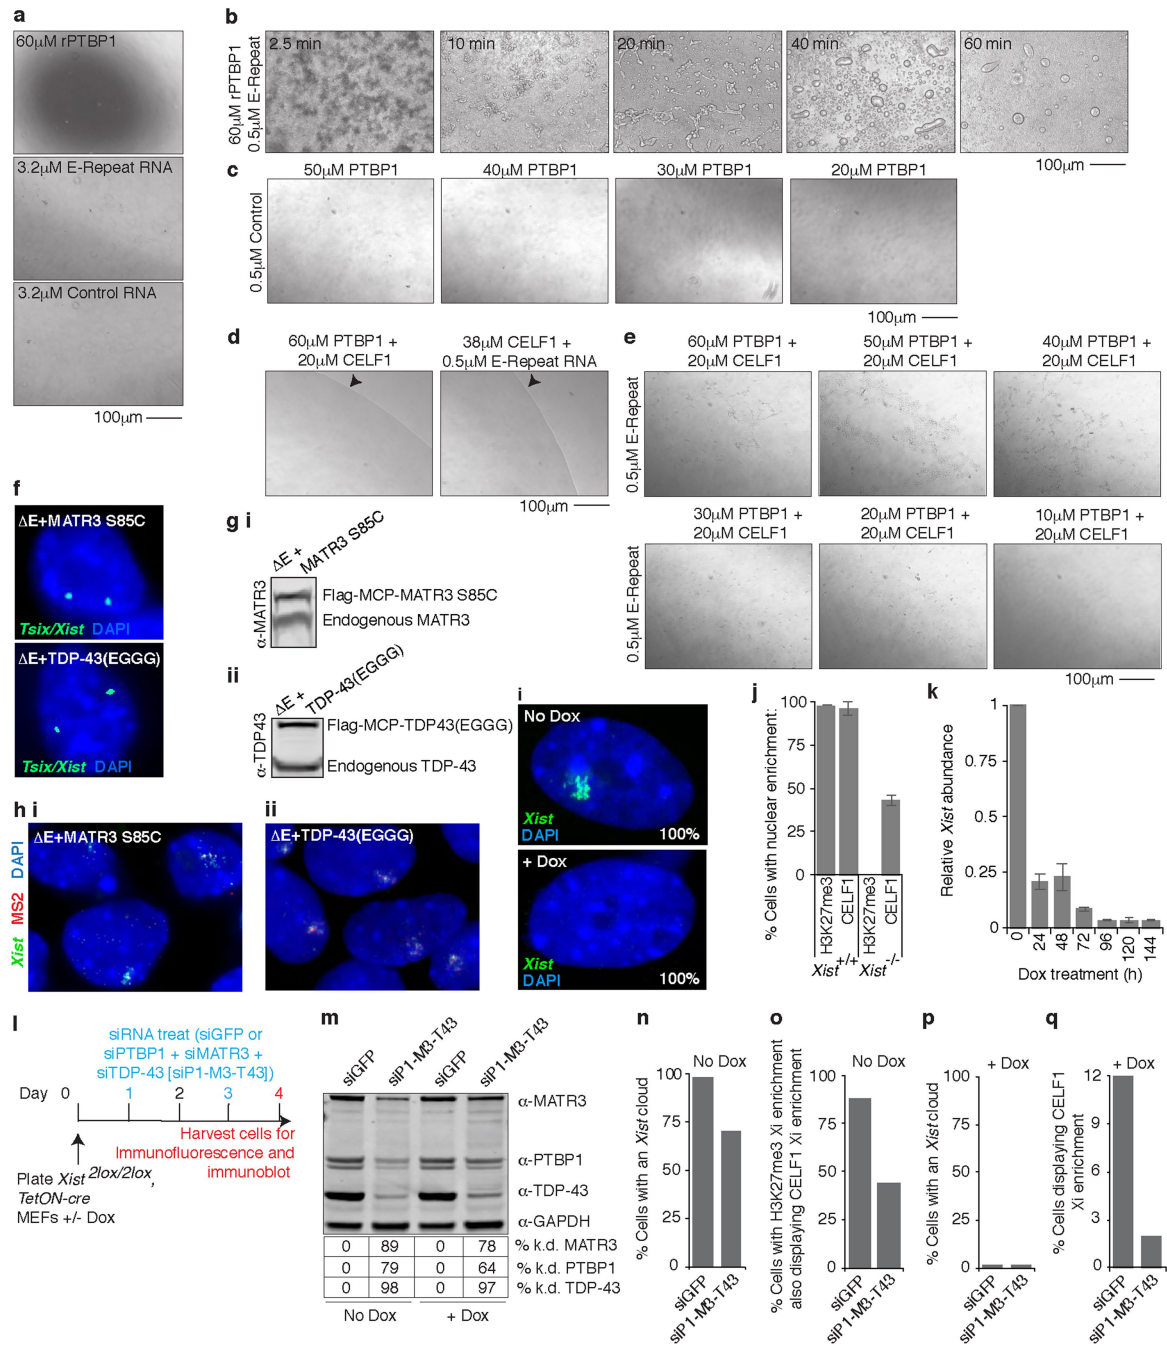 a
60µM rPTBP1
3.2µM E-Repeat RNA
3.2µM Control RNA
100µm
b
60µM rPTBP1
0.5µM E-Repeat
2.5 min
10 min
20 min
40 min
60 min
100µm
c
50µM PTBP1
40µM PTBP1
30µM PTBP1
20µM PTBP1
0.5µM Control
100µm
d
60µM PTBP1 +
20µM CELF1
38µM CELF1 +
0.5µM E-Repeat RNA
100µm
e
60µM PTBP1 +
20µM CELF1
50µM PTBP1 +
20µM CELF1
40µM PTBP1 +
20µM CELF1
0.5µM E-Repeat
30µM PTBP1 +
20µM CELF1
20µM PTBP1 +
20µM CELF1
10µM PTBP1 +
20µM CELF1
0.5µM E-Repeat
100µm
f
ΔE+MATR3 S85C
Tsix/Xist DAPI
ΔE+TDP-43(EGGG)
Tsix/Xist DAPI
g i
ΔE +
MATR3 S85C
α-MATR3
Flag-MCP-MATR3 S85C
Endogenous MATR3
ii
ΔE +
TDP-43(EGGG)
α-TDP43
Flag-MCP-TDP43(EGGG)
Endogenous TDP-43
h i
ΔE+MATR3 S85C
Xist MS2 DAPI
ii
ΔE+TDP-43(EGGG)
i
No Dox
Xist
DAPI
100%
+ Dox
Xist
DAPI
100%
j
% Cells with nuclear enrichment:
100
75
50
25
0
H3K27me3
CELF1
H3K27me3
CELF1
Xist+/+
Xist-/-
k
Relative Xist abundance
1
0.75
0.5
0.25
0
0
24
48
72
96
120
144
Dox treatment (h)
l
siRNA treat (siGFP or
siPTBP1 + siMATR3 +
siTDP-43 [siP1-M3-T43])
Day 0 1 2 3 4
Harvest cells for
Immunofluorescence and
immunoblot
Plate Xist2lox/2lox,
TetON-cre
MEFs +/- Dox
m
siGFP
siP1-M3-T43
siGFP
siP1-M3-T43
α-MATR3
α-PTBP1
α-TDP-43
α-GAPDH
0 89 0 78 % k.d. MATR3
0 79 0 64 % k.d. PTBP1
0 98 0 97 % k.d. TDP-43
No Dox
+ Dox
n
No Dox
% Cells with an Xist cloud
100
75
50
25
0
siGFP
siP1-M3-T43
o
No Dox
% Cells with H3K27me3 Xi enrichment
also displaying CELF1 Xi enrichment
100
75
50
25
0
siGFP
siP1-M3-T43
p
+ Dox
% Cells with an Xist cloud
100
75
50
25
0
siGFP
siP1-M3-T43
q
+ Dox
% Cells displaying CELF1
Xi enrichment
12
9
6
3
0
siGFP
siP1-M3-T43